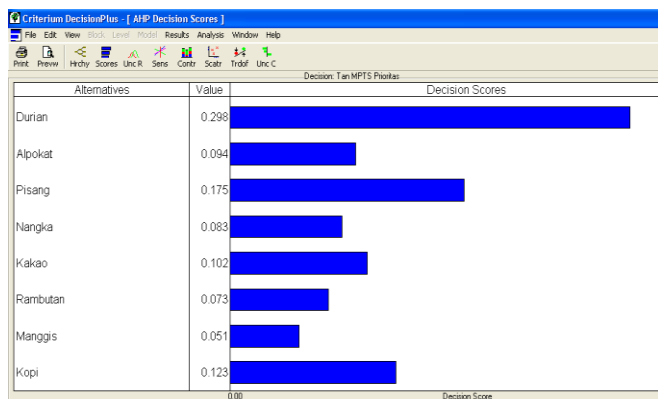 Criterium DecisionPlus - [ AHP Decision Scores ]
File Edit View Block Level Model Results Analysis Window Help
Print Prevw Hrchy Scores Unc R Sens Contr Scatr Trdof Unc C
Decision: Tan MPTS Prioritas
Alternatives Value Decision Scores
Durian 0.298
Alpokat 0.094
Pisang 0.175
Nangka 0.083
Kakao 0.102
Rambutan 0.073
Manggis 0.051
Kopi 0.123
0.00 Decision Score